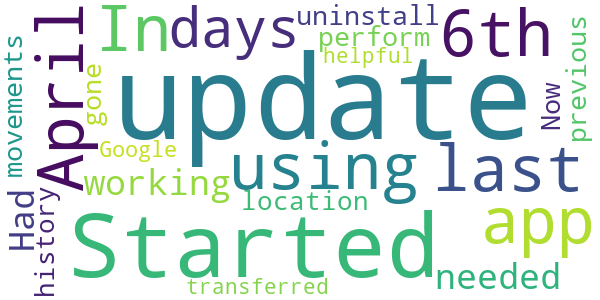 In
days
uninstall
6th
perform
helpful
previous
movements
April
gone
update
Now
Google
using
last
working
location
Had
history
Started
app
needed
transferred